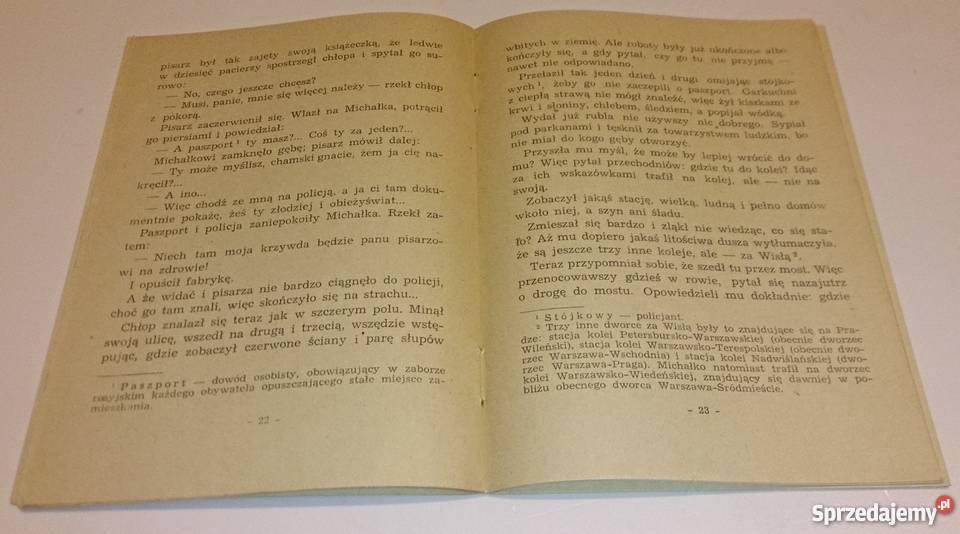 pisarz był tak zajęty swoją książeczką, że ledwie
w dziesięć pacierzy spostrzegł chłopa i spytał go su-
rowo:
— No, czego jeszcze chcesz?
— Musi, panie, mnie się więcej należy — rzekł chłop
z pokorą.
Pisarz zaczerwienił się. Wlazł na Michałka, potrącił
go piersiami i powiedział:
— A paszport ¹ ty masz?... Coś ty za jeden?...
Michałkowi zamknęło gębę; pisarz mówił dalej:
— Ty może myślisz, chamski gnacie, żem ja cię na-
kręcił?...
— A ino...
— Więc chodź ze mną na policją, a ja ci tam doku-
mentnie pokażę, żeś ty złodziej i obieżyświat...
Paszport i policja zaniepokoiły Michałka. Rzekł za-
tem:
— Niech tam moja krzywda będzie panu pisarzo-
wi na zdrowie!
I opuścił fabrykę.
A że widać i pisarza nie bardzo ciągnęło do policji,
choć go tam znali, więc skończyło się na strachu...
Chłop znalazł się teraz jak w szczerym polu. Minął
swoją ulicę, wszedł na drugą i trzecią, wszędzie wstę-
pując, gdzie zobaczył czerwone ściany i parę słupów
¹ Paszport — dowód osobisty, obowiązujący w zaborze
rosyjskim każdego obywatela opuszczającego stałe miejsce za-
mieszkania.
- 22 -
wbitych w ziemię. Ale roboty były już ukończone albo
kończyły się, a gdy pytał, czy go tu nie przyjmą —
nawet nie odpowiadano.
Przełaził tak jeden dzień i drugi omijając stójko-
wych ¹, żeby go nie zaczepili o paszport. Garkuchni
z ciepłą strawą nie mógł znaleźć, więc żył kiszkami ze
krwi i słoniny, chlebem, śledziem, a popijał wódką.
Wydał już rubla nie używszy nic dobrego. Sypiał
pod parkanami i tęsknił za towarzystwem ludzkim, bo
nie miał do kogo gęby otworzyć.
Przyszła mu myśl, że może by lepiej wrócić do do-
mu? Więc pytał przechodniów: gdzie tu do kolei? Idąc
za ich wskazówkami trafił na kolej, ale — nie na
swoją.
Zobaczył jakąś stację, wielką, ludną i pełno domów
wkoło niej, a szyn ani śladu.
Zmieszał się bardzo i zląkł nie wiedząc, co się sta-
ło? Aż mu dopiero jakaś litościwa dusza wytłumaczyła,
że są jeszcze trzy inne koleje, ale — za Wisłą ².
Teraz przypomniał sobie, że szedł tu przez most. Więc
przenocowawszy gdzieś w rowie, pytał się nazajutrz
o drogę do mostu. Opowiedzieli mu dokładnie: gdzie
¹ Stójkowy — policjant.
² Trzy inne dworce za Wisłą były to znajdujące się na Pra-
dze: stacja kolei Petersbursko-Warszawskiej (obecnie dworzec
Wileński), stacja kolei Warszawsko-Terespolskiej (obecnie dwo-
rzec Warszawa-Wschodnia) i stacja kolei Nadwiślańskiej (dwo-
rzec Warszawa-Praga). Michałko natomiast trafił na dworzec
kolei Warszawsko-Wiedeńskiej, znajdujący się dawniej w po-
bliżu obecnego dworca Warszawa-Śródmieście.
- 23 -
Sprzedajemy.pl